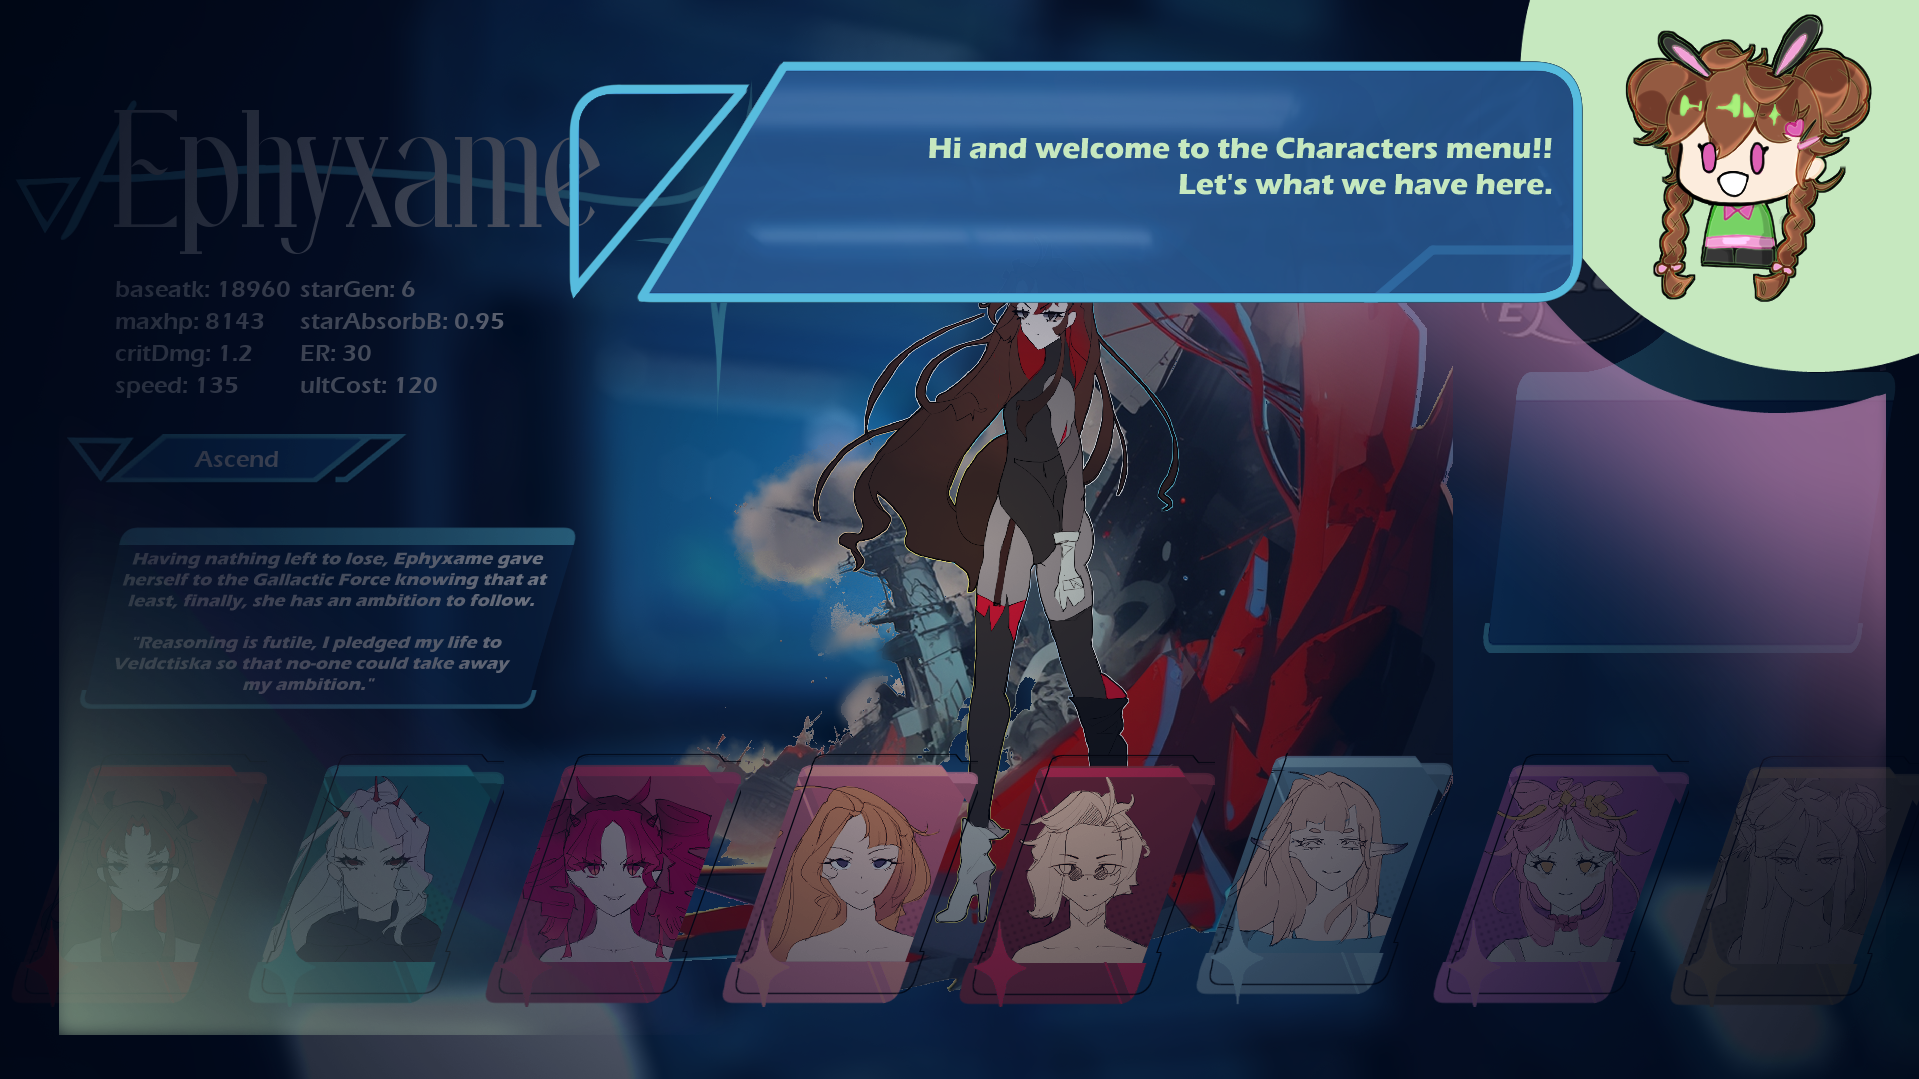 Hi and welcome to the Characters menu!!
Let's what we have here.
Ephyxame
baseatk: 18960 starGen: 6
maxhp: 8143 starAbsorbB: 0.95
critDmg: 1.2 ER: 30
speed: 135 ultCost: 120
Ascend
Having nathing left to lose, Ephyxame gave
herself to the Gallactic Force knowing that at
least, finally, she has an ambition to follow.
"Reasoning is futile, I pledged my life to
Veldctiska so that no-one could take away
my ambition."
E